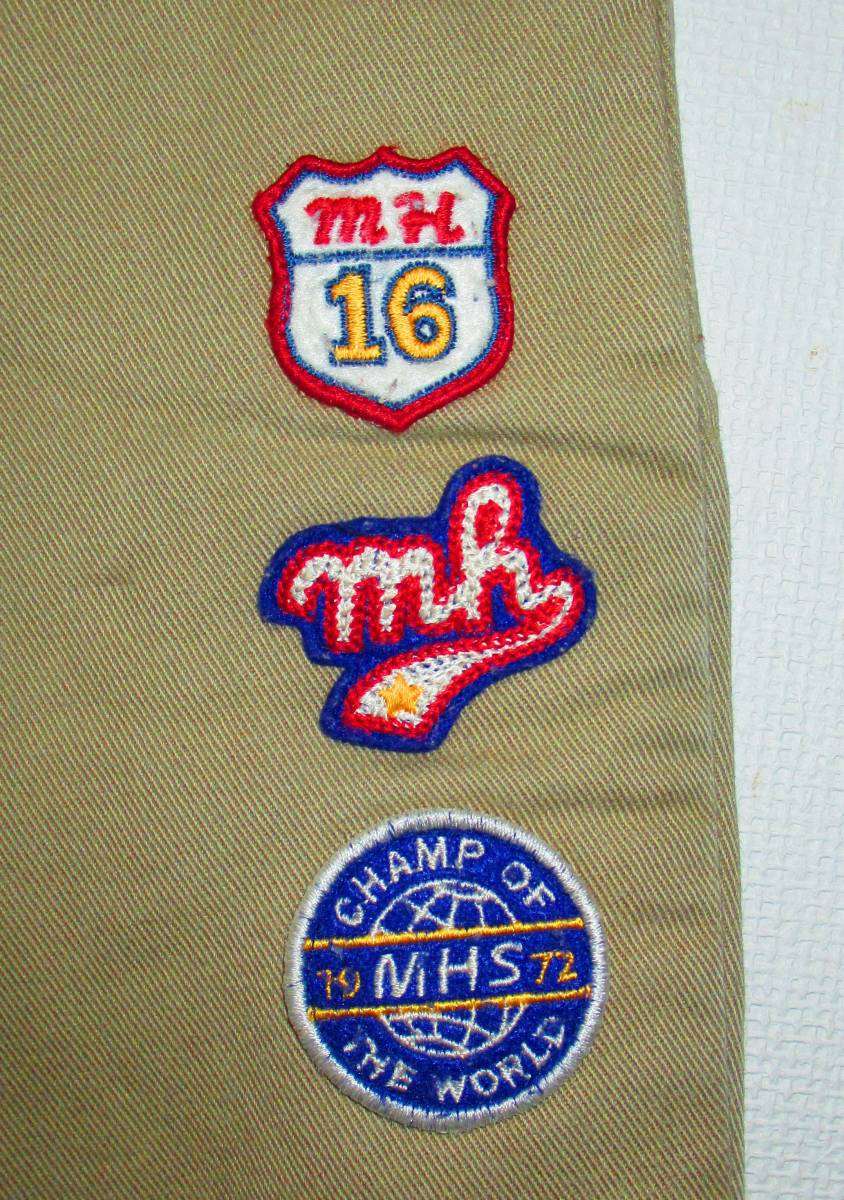 MH
16
mh
CHAMP OF
19 MHS 72
THE WORLD